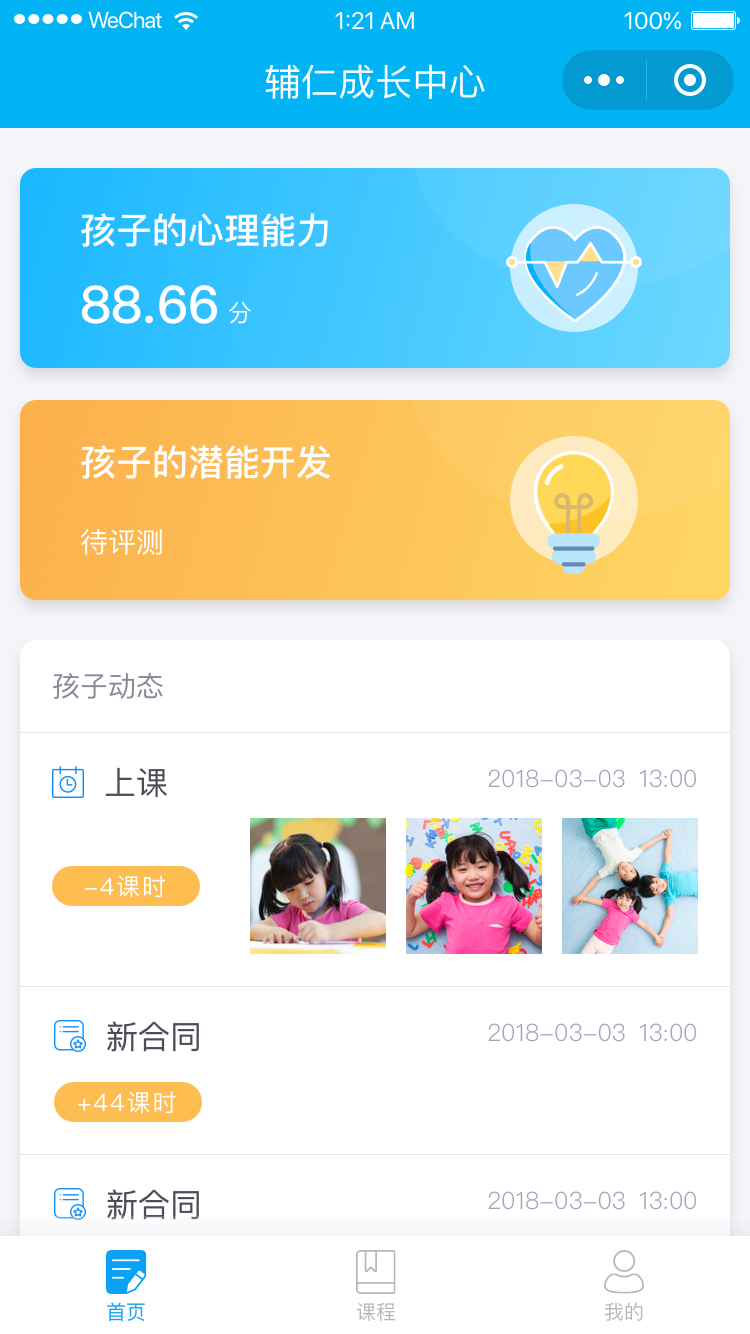 WeChat 1:21 AM 100%
辅仁成长中心
孩子的心理能力
88.66 分
孩子的潜能开发
待评测
孩子动态
上课 2018-03-03 13:00
-4课时
新合同 2018-03-03 13:00
+44课时
新合同 2018-03-03 13:00
首页 课程 我的